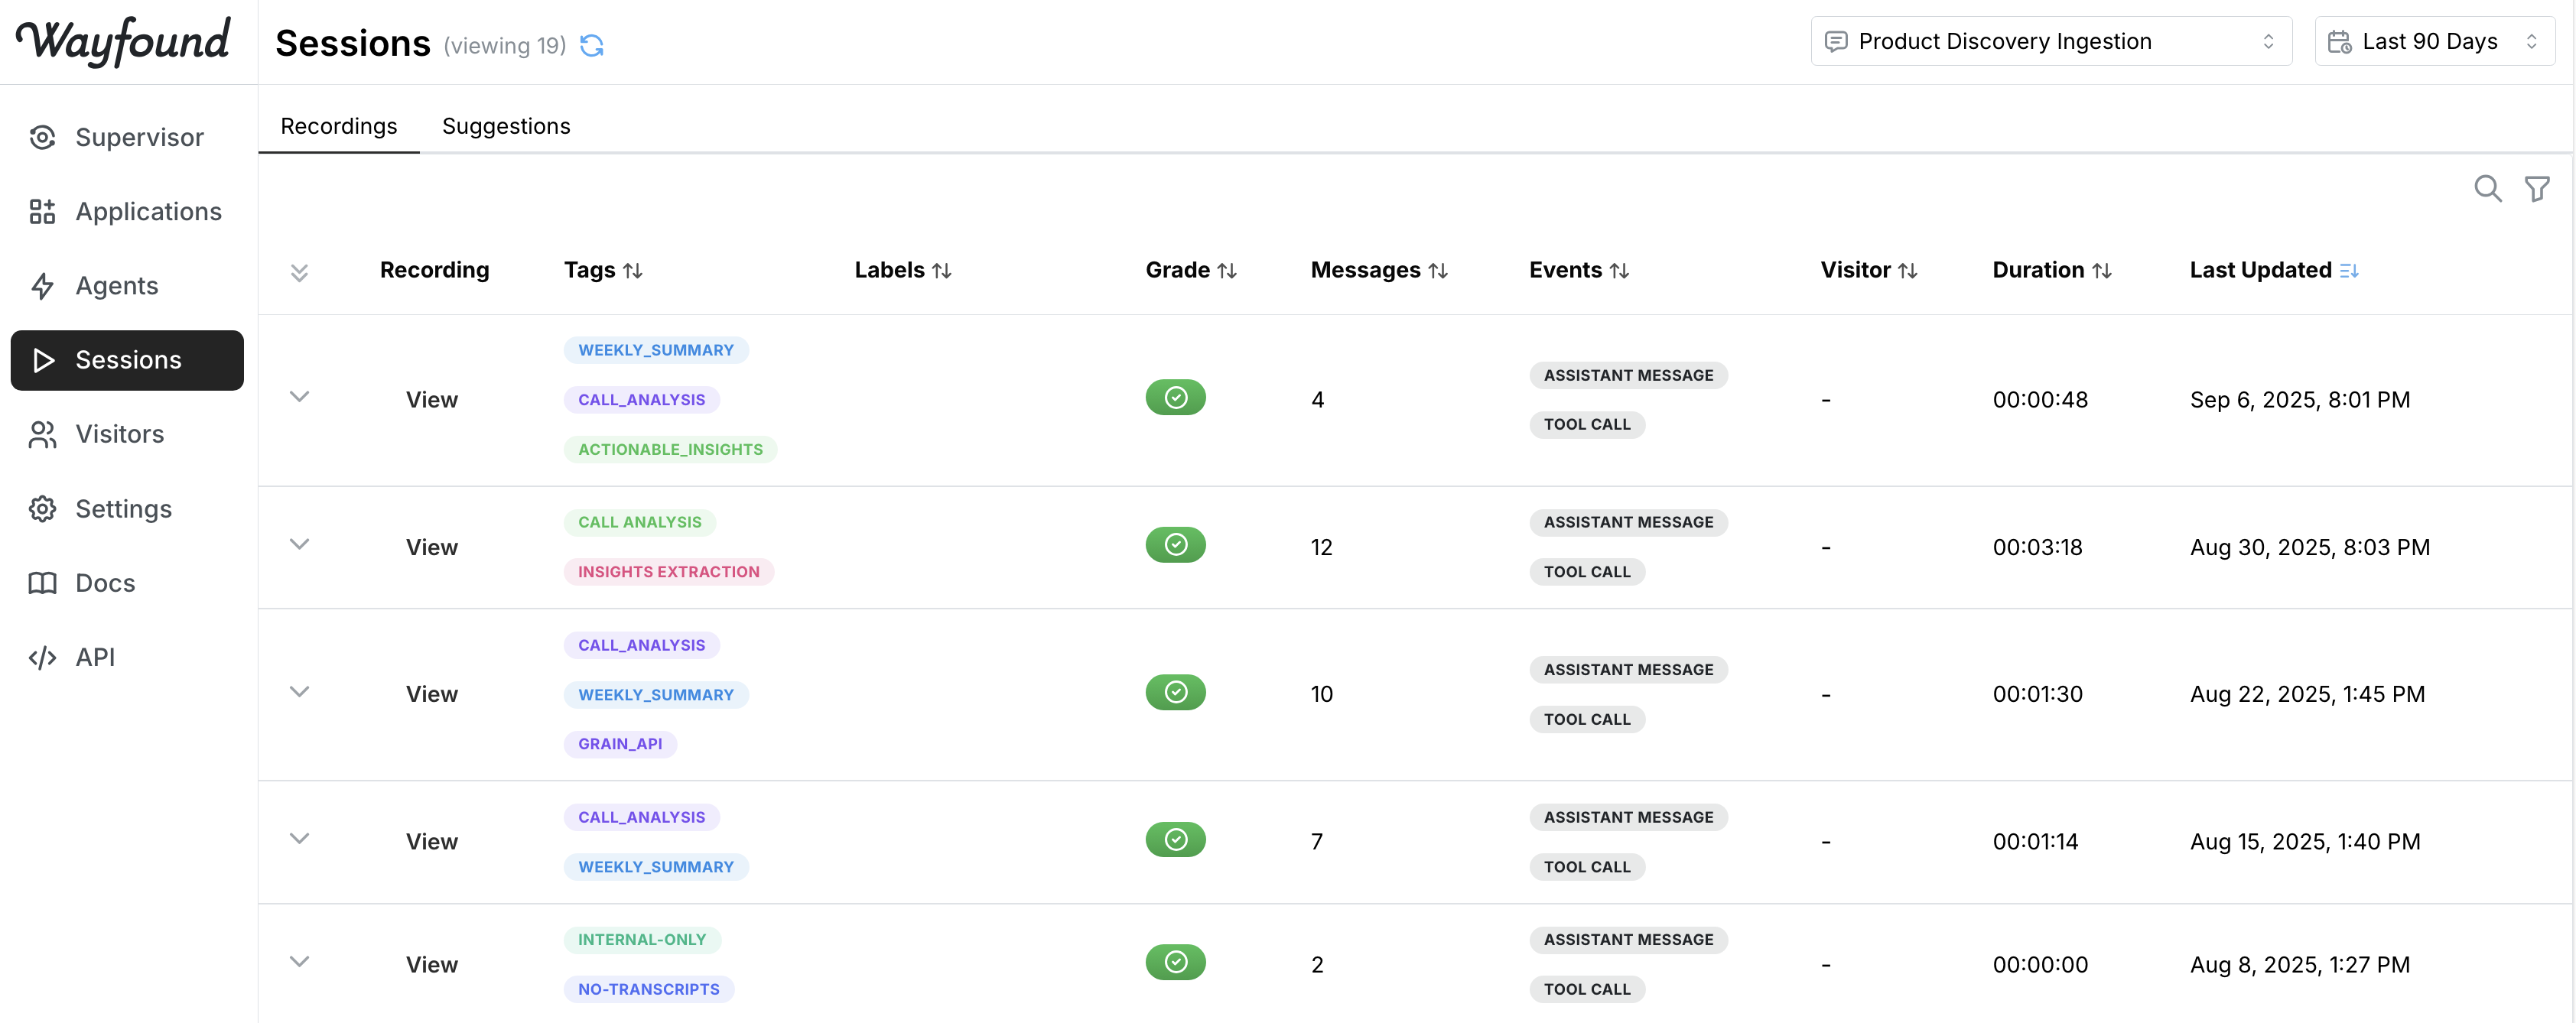 Wayfound
Sessions (viewing 19)
Product Discovery Ingestion
Last 90 Days
Supervisor
Applications
Agents
Sessions
Visitors
Settings
Docs
API
Recordings Suggestions
Recording Tags Labels Grade Messages Events Visitor Duration Last Updated
View
WEEKLY_SUMMARY
CALL_ANALYSIS
ACTIONABLE_INSIGHTS
4
ASSISTANT MESSAGE
TOOL CALL
-
00:00:48
Sep 6, 2025, 8:01 PM
View
CALL ANALYSIS
INSIGHTS EXTRACTION
12
ASSISTANT MESSAGE
TOOL CALL
-
00:03:18
Aug 30, 2025, 8:03 PM
View
CALL_ANALYSIS
WEEKLY_SUMMARY
GRAIN_API
10
ASSISTANT MESSAGE
TOOL CALL
-
00:01:30
Aug 22, 2025, 1:45 PM
View
CALL_ANALYSIS
WEEKLY_SUMMARY
7
ASSISTANT MESSAGE
TOOL CALL
-
00:01:14
Aug 15, 2025, 1:40 PM
View
INTERNAL-ONLY
NO-TRANSCRIPTS
2
ASSISTANT MESSAGE
TOOL CALL
-
00:00:00
Aug 8, 2025, 1:27 PM